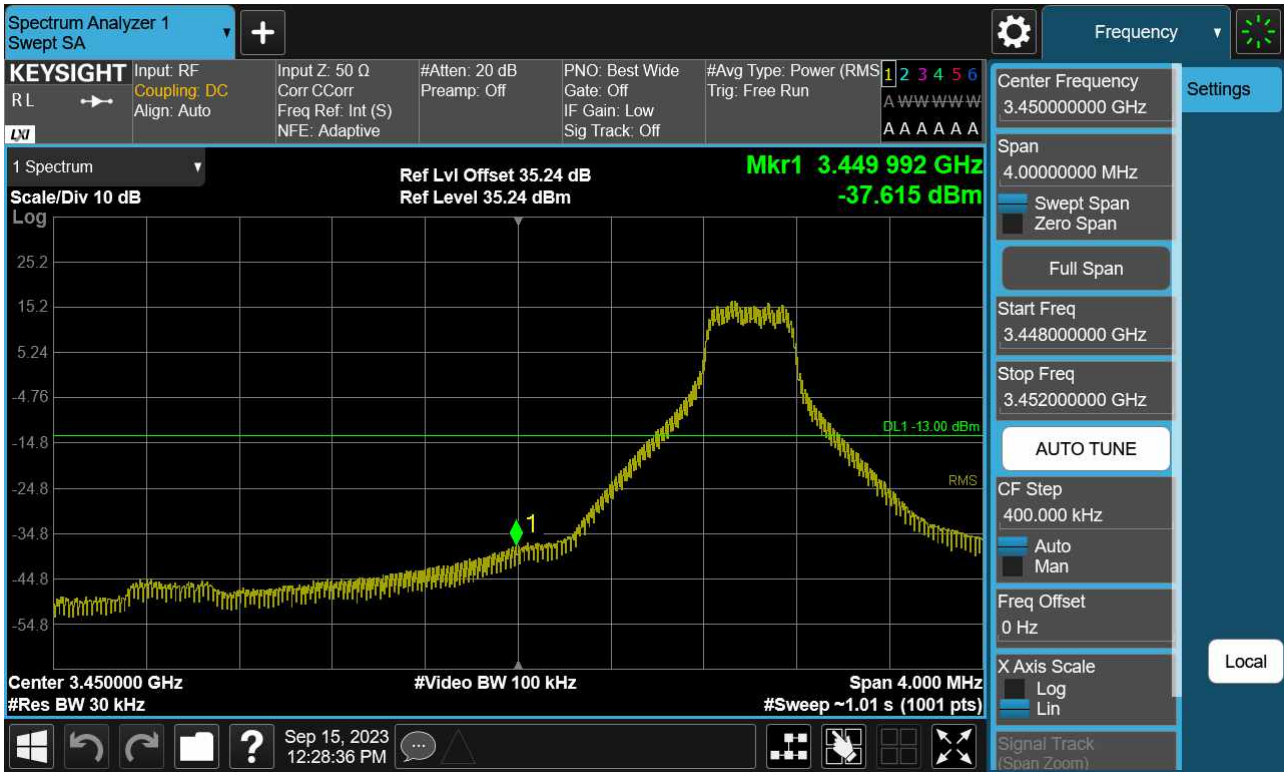 Spectrum Analyzer 1
Swept SA
+
Frequency
KEYSIGHT
R L
LXI
Input: RF
Coupling: DC
Align: Auto
Input Z: 50 Ω
Corr CCorr
Freq Ref: Int (S)
NFE: Adaptive
#Atten: 20 dB
Preamp: Off
PNO: Best Wide
Gate: Off
IF Gain: Low
Sig Track: Off
#Avg Type: Power (RMS
Trig: Free Run
1 2 3 4 5 6
A W W W W W
A A A A A A
1 Spectrum
Scale/Div 10 dB
Log
Ref Lvl Offset 35.24 dB
Ref Level 35.24 dBm
Mkr1 3.449 992 GHz
-37.615 dBm
25.2
15.2
5.24
-4.76
-14.8
-24.8
-34.8
-44.8
-54.8
DL1 -13.00 dBm
RMS
1
Center 3.450000 GHz
#Res BW 30 kHz
#Video BW 100 kHz
Span 4.000 MHz
#Sweep ~1.01 s (1001 pts)
Center Frequency
3.450000000 GHz
Span
4.00000000 MHz
Swept Span
Zero Span
Full Span
Start Freq
3.448000000 GHz
Stop Freq
3.452000000 GHz
AUTO TUNE
CF Step
400.000 kHz
Auto
Man
Freq Offset
0 Hz
X Axis Scale
Log
Lin
Signal Track
(Span Zoom)
Settings
Local
?
Sep 15, 2023
12:28:36 PM